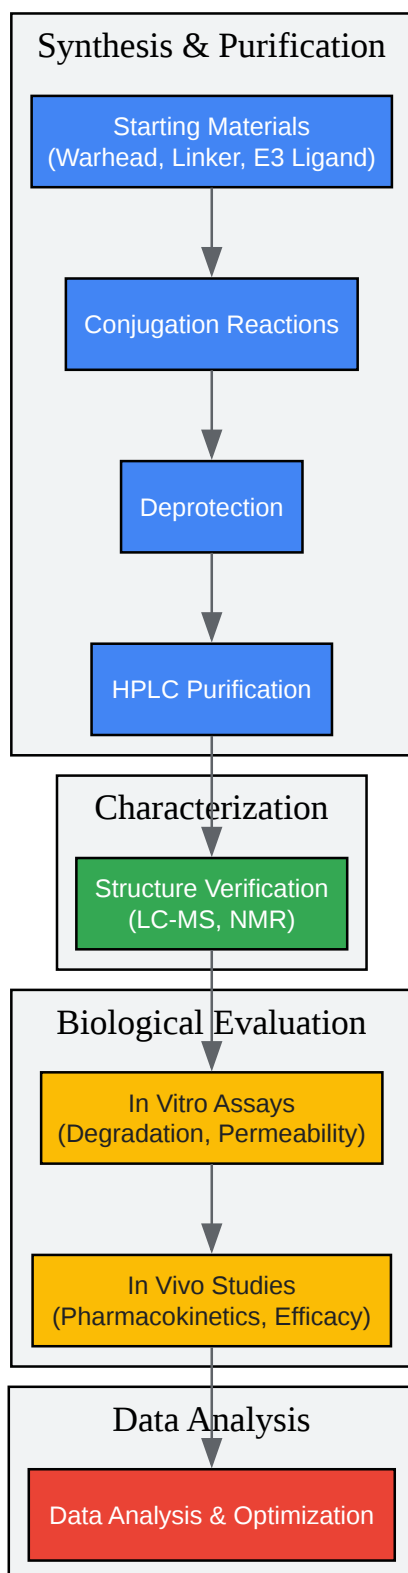 Synthesis & Purification
Starting Materials
(Warhead, Linker, E3 Ligand)
Conjugation Reactions
Deprotection
HPLC Purification
Characterization
Structure Verification
(LC-MS, NMR)
Biological Evaluation
In Vitro Assays
(Degradation, Permeability)
In Vivo Studies
(Pharmacokinetics, Efficacy)
Data Analysis
Data Analysis & Optimization